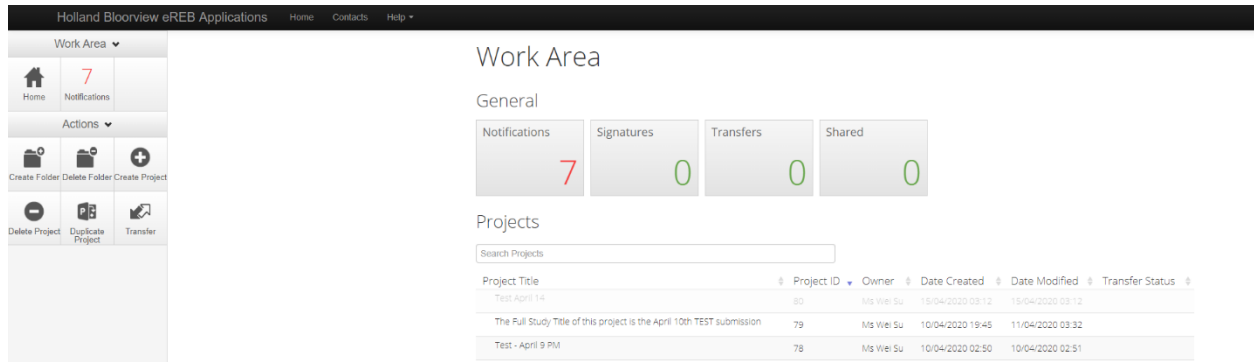 Holland Bloorview eREB Applications Home Contacts Help
Work Area
Home
7
Notifications
Actions
Create Folder Delete Folder Create Project
Delete Project Duplicate Project Transfer
Work Area
General
Notifications Signatures Transfers Shared
7 0 0 0
Projects
Search Projects
Project Title Project ID Owner Date Created Date Modified Transfer Status
Test April 14 80 Ms Wei Su 15/04/2020 03:12 15/04/2020 03:12
The Full Study Title of this project is the April 10th TEST submission 79 Ms Wei Su 10/04/2020 19:45 11/04/2020 03:32
Test - April 9 PM 78 Ms Wei Su 10/04/2020 02:50 10/04/2020 02:51